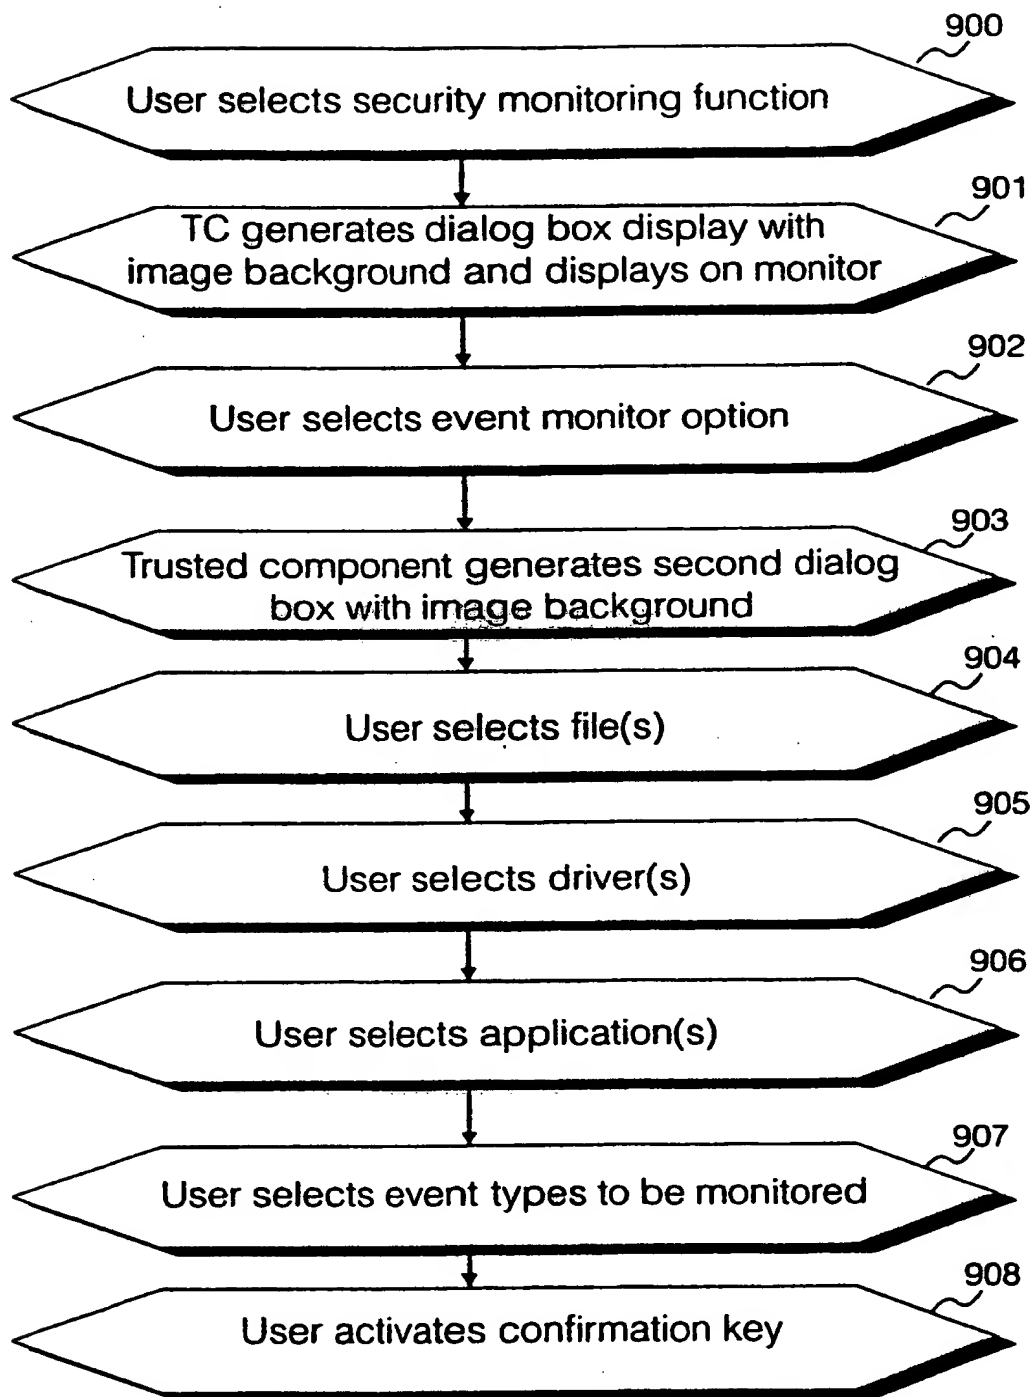 900
User selects security monitoring function
901
TC generates dialog box display with
image background and displays on monitor
902
User selects event monitor option
903
Trusted component generates second dialog
box with image background
904
User selects file(s)
905
User selects driver(s)
906
User selects application(s)
907
User selects event types to be monitored
908
User activates confirmation key